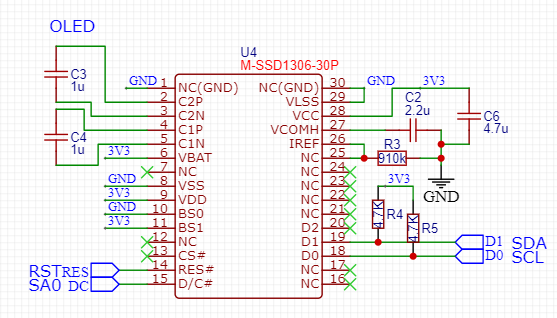 OLED
U4
M-SSD1306-30P
C3
1u
C4
1u
GND 1 NC(GND) NC(GND) 30 GND 3V3
2 C2P VLSS 29
3 C2N VCC 28
4 C1P VCOMH 27
5 C1N IREF 26
3V3 6 VBAT NC 25
7 NC NC 24
GND 8 VSS NC 23
3V3 9 VDD NC 22
GND 10 BS0 NC 21
3V3 11 BS1 D2 20
12 NC D1 19
13 CS# D0 18
RST RES 14 RES# NC 17
SA0 DC 15 D/C# NC 16
C2
2.2u
C6
4.7u
R3
910k
GND
3V3
4.7K R4
4.7K R5
D1 SDA
D0 SCL